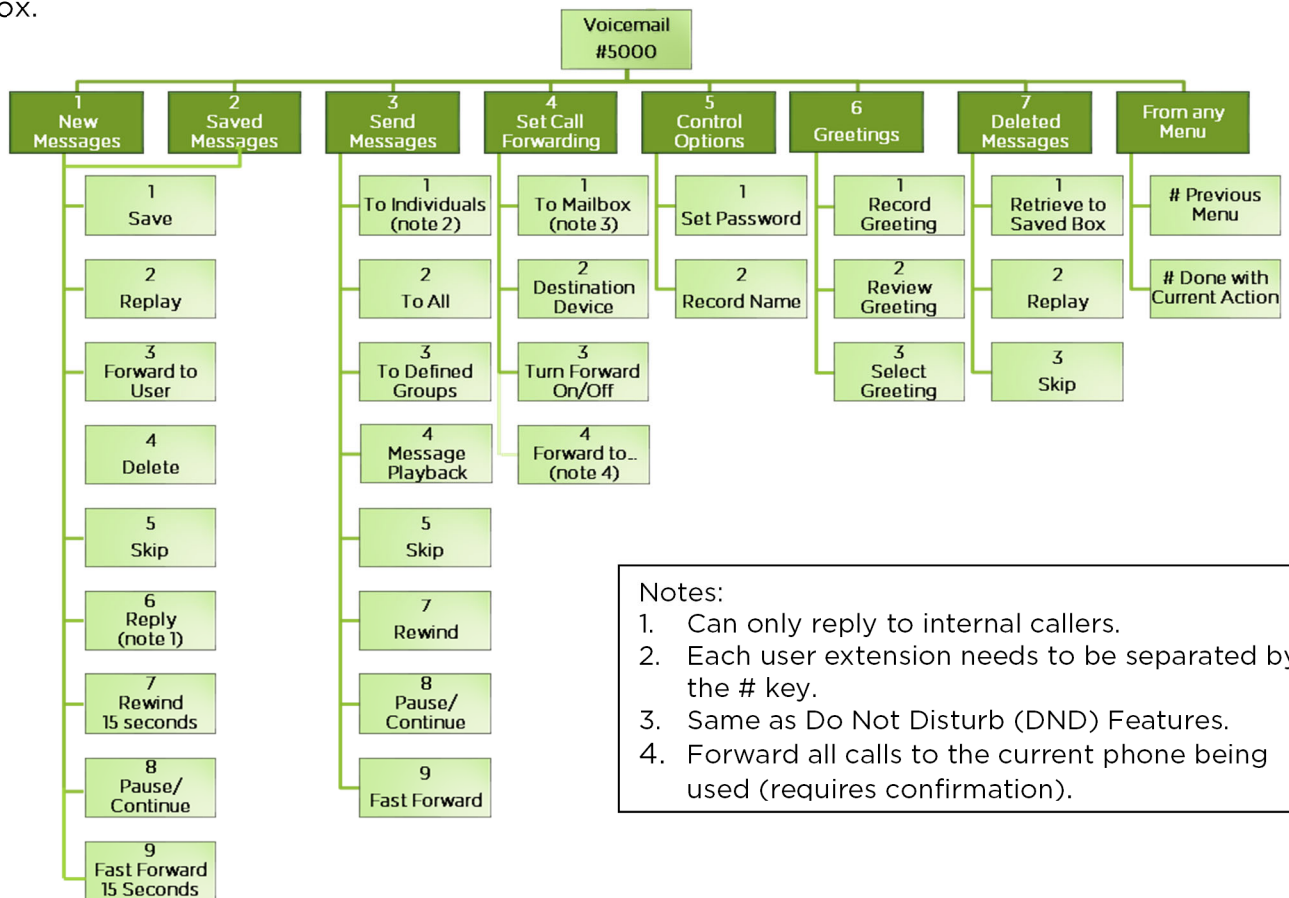 ox.
Voicemail
#5000
1
New
Messages
2
Saved
Messages
3
Send
Messages
4
Set Call
Forwarding
5
Control
Options
6
Greetings
7
Deleted
Messages
From any
Menu
1
Save
2
Replay
3
Forward to
User
4
Delete
5
Skip
6
Reply
(note 1)
7
Rewind
15 seconds
8
Pause/
Continue
9
Fast Forward
15 Seconds
1
To Individuals
(note 2)
2
To All
3
To Defined
Groups
4
Message
Playback
5
Skip
7
Rewind
8
Pause/
Continue
9
Fast Forward
1
To Mailbox
(note 3)
2
Destination
Device
3
Turn Forward
On/Off
4
Forward to...
(note 4)
1
Set Password
2
Record Name
1
Record
Greeting
2
Review
Greeting
3
Select
Greeting
1
Retrieve to
Saved Box
2
Replay
3
Skip
# Previous
Menu
# Done with
Current Action
Notes:
1. Can only reply to internal callers.
2. Each user extension needs to be separated by
the # key.
3. Same as Do Not Disturb (DND) Features.
4. Forward all calls to the current phone being
used (requires confirmation).